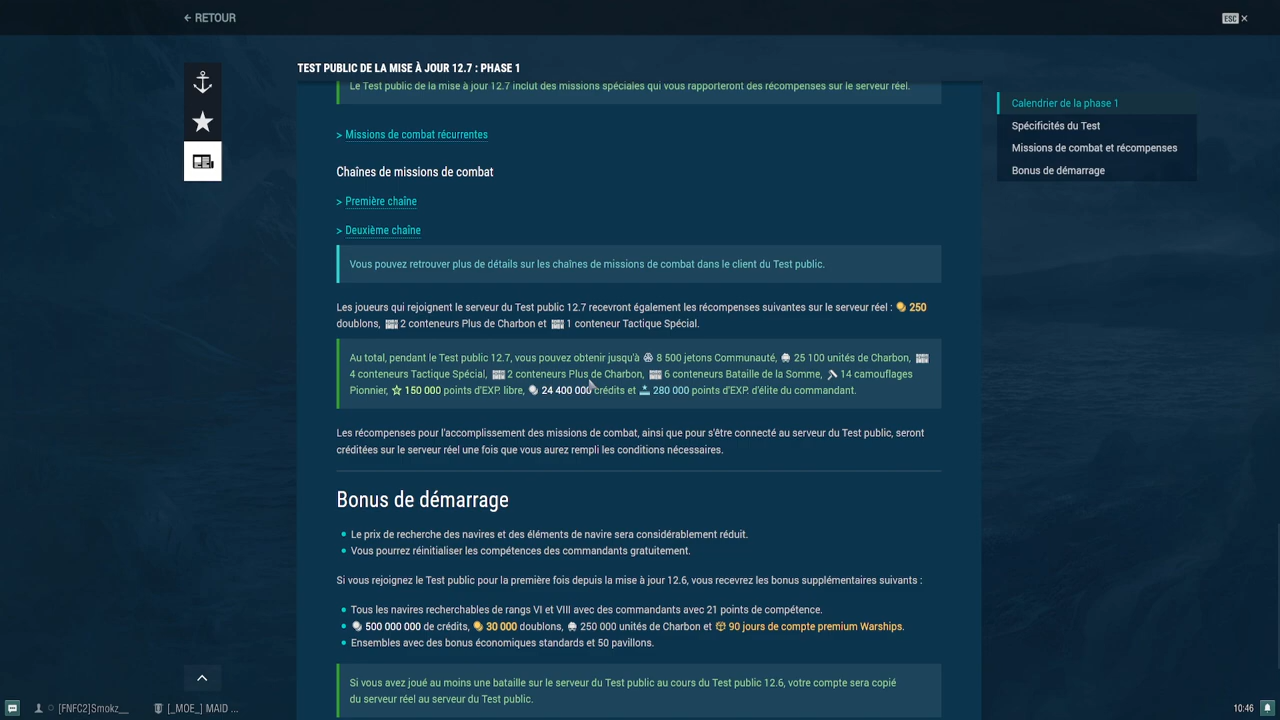 ← RETOUR
ESC ×
TEST PUBLIC DE LA MISE À JOUR 12.7 : PHASE 1
Le Test public de la mise à jour 12.7 inclut des missions spéciales qui vous rapporteront des récompenses sur le serveur réel.
> Missions de combat récurrentes
Chaînes de missions de combat
> Première chaîne
> Deuxième chaîne
Vous pouvez retrouver plus de détails sur les chaînes de missions de combat dans le client du Test public.
Les joueurs qui rejoignent le serveur du Test public 12.7 recevront également les récompenses suivantes sur le serveur réel : 250
doublons, 2 conteneurs Plus de Charbon et 1 conteneur Tactique Spécial.
Au total, pendant le Test public 12.7, vous pouvez obtenir jusqu'à 8 500 jetons Communauté, 25 100 unités de Charbon,
4 conteneurs Tactique Spécial, 2 conteneurs Plus de Charbon, 6 conteneurs Bataille de la Somme, 14 camouflages
Pionnier, 150 000 points d'EXP. libre, 24 400 000 crédits et 280 000 points d'EXP. d'élite du commandant.
Les récompenses pour l'accomplissement des missions de combat, ainsi que pour s'être connecté au serveur du Test public, seront
créditées sur le serveur réel une fois que vous aurez rempli les conditions nécessaires.
Bonus de démarrage
• Le prix de recherche des navires et des éléments de navire sera considérablement réduit.
• Vous pourrez réinitialiser les compétences des commandants gratuitement.
Si vous rejoignez le Test public pour la première fois depuis la mise à jour 12.6, vous recevrez les bonus supplémentaires suivants :
• Tous les navires recherchables de rangs VI et VIII avec des commandants avec 21 points de compétence.
• 500 000 000 de crédits, 30 000 doublons, 250 000 unités de Charbon et 90 jours de compte premium Warships.
• Ensembles avec des bonus économiques standards et 50 pavillons.
Si vous avez joué au moins une bataille sur le serveur du Test public au cours du Test public 12.6, votre compte sera copié
du serveur réel au serveur du Test public.
Calendrier de la phase 1
Spécificités du Test
Missions de combat et récompenses
Bonus de démarrage
[FNFC2]Smokz__
[_MOE_] MAID ...
10:46